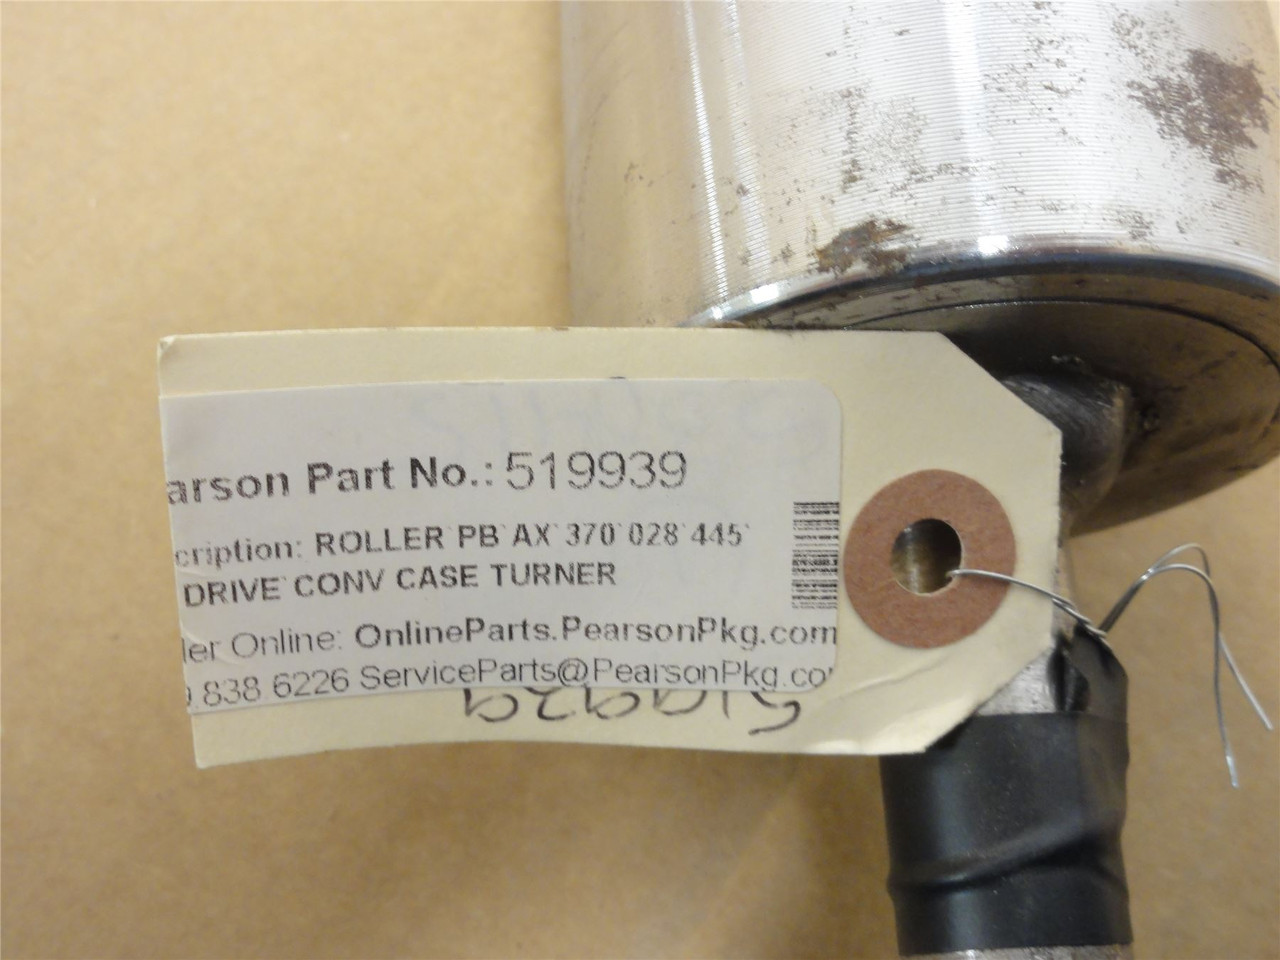 arson Part No.: 519939
cription: ROLLER PB AX 370 028 445
DRIVE CONV CASE TURNER
ler Online: OnlineParts.PearsonPkg.com
9.838 6226 ServiceParts@PearsonPkg.co